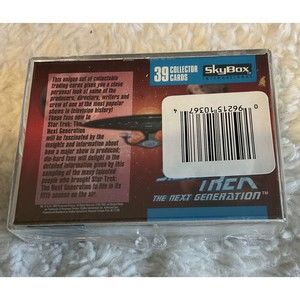 This unique set of collectable
trading cards gives you a close
personal look at some of the
producers, directors, writers and
crew of one of the most popular
shows in television history!
Those fans new to
Star Trek: The
Next Generation
will be fascinated by the
insights and information about
how a major show is produced;
die-hard fans will delight in the
detailed information given by this
sampling of the many talented
people who brought Star Trek:
The Next Generation to life in its
fifth season on the air.
39 COLLECTOR
CARDS
SkyBox
0 96215 10367 4
TREK
THE NEXT GENERATION™